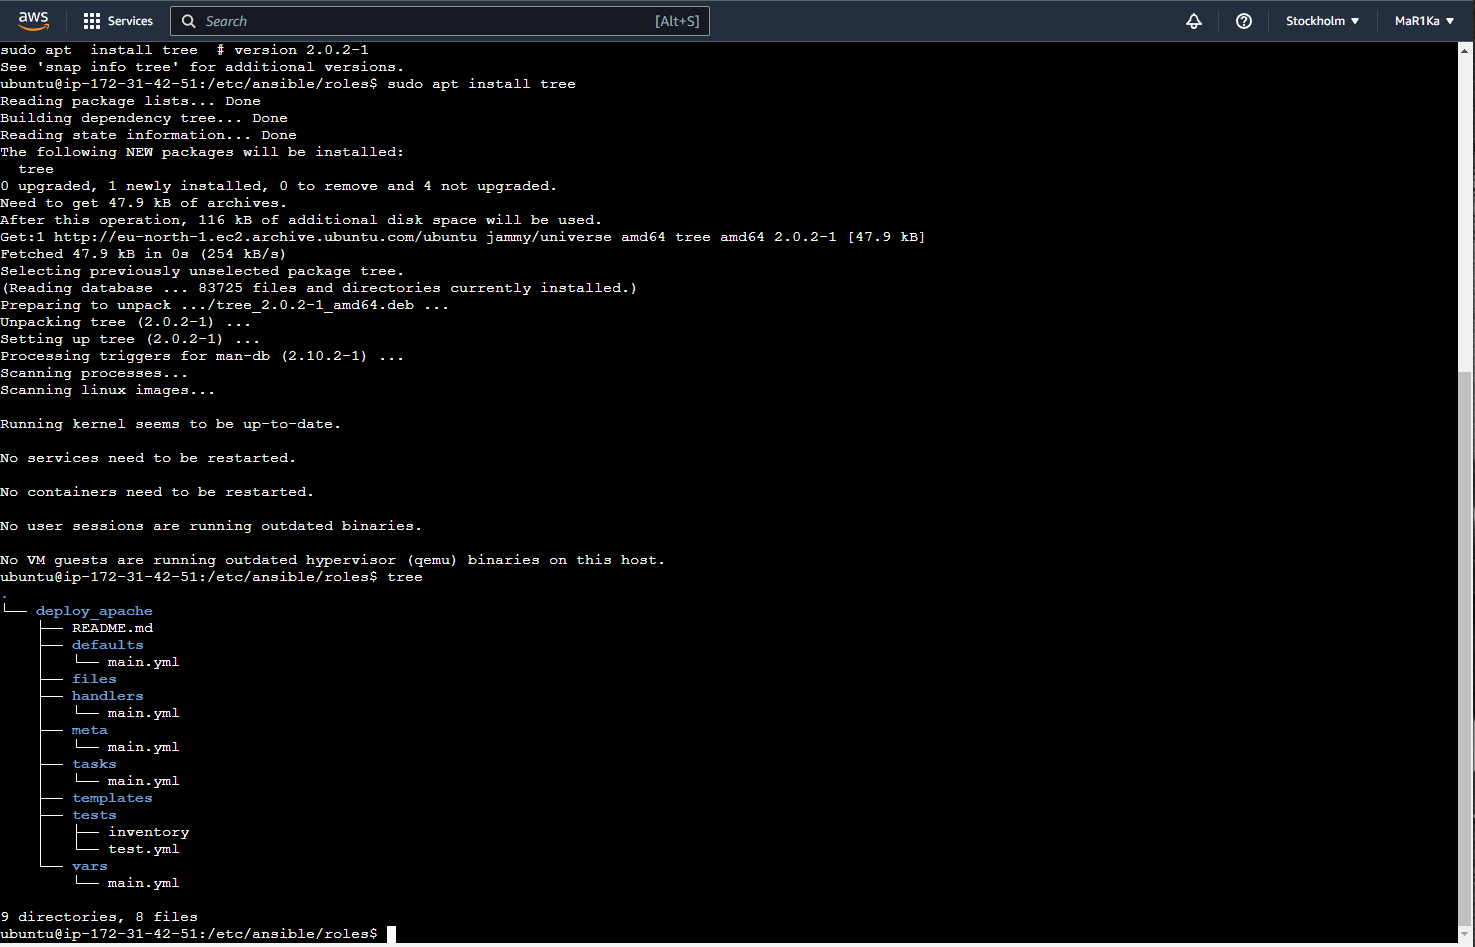 aws Services Search [Alt+S] Stockholm ▼ MaR1Ka ▼
sudo apt  install tree  # version 2.0.2-1
See 'snap info tree' for additional versions.
ubuntu@ip-172-31-42-51:/etc/ansible/roles$ sudo apt install tree
Reading package lists... Done
Building dependency tree... Done
Reading state information... Done
The following NEW packages will be installed:
  tree
0 upgraded, 1 newly installed, 0 to remove and 4 not upgraded.
Need to get 47.9 kB of archives.
After this operation, 116 kB of additional disk space will be used.
Get:1 http://eu-north-1.ec2.archive.ubuntu.com/ubuntu jammy/universe amd64 tree amd64 2.0.2-1 [47.9 kB]
Fetched 47.9 kB in 0s (254 kB/s)
Selecting previously unselected package tree.
(Reading database ... 83725 files and directories currently installed.)
Preparing to unpack .../tree_2.0.2-1_amd64.deb ...
Unpacking tree (2.0.2-1) ...
Setting up tree (2.0.2-1) ...
Processing triggers for man-db (2.10.2-1) ...
Scanning processes...
Scanning linux images...
Running kernel seems to be up-to-date.
No services need to be restarted.
No containers need to be restarted.
No user sessions are running outdated binaries.
No VM guests are running outdated hypervisor (qemu) binaries on this host.
ubuntu@ip-172-31-42-51:/etc/ansible/roles$ tree
.
└── deploy_apache
    ├── README.md
    ├── defaults
    │   └── main.yml
    ├── files
    ├── handlers
    │   └── main.yml
    ├── meta
    │   └── main.yml
    ├── tasks
    │   └── main.yml
    ├── templates
    ├── tests
    │   ├── inventory
    │   └── test.yml
    └── vars
        └── main.yml
9 directories, 8 files
ubuntu@ip-172-31-42-51:/etc/ansible/roles$